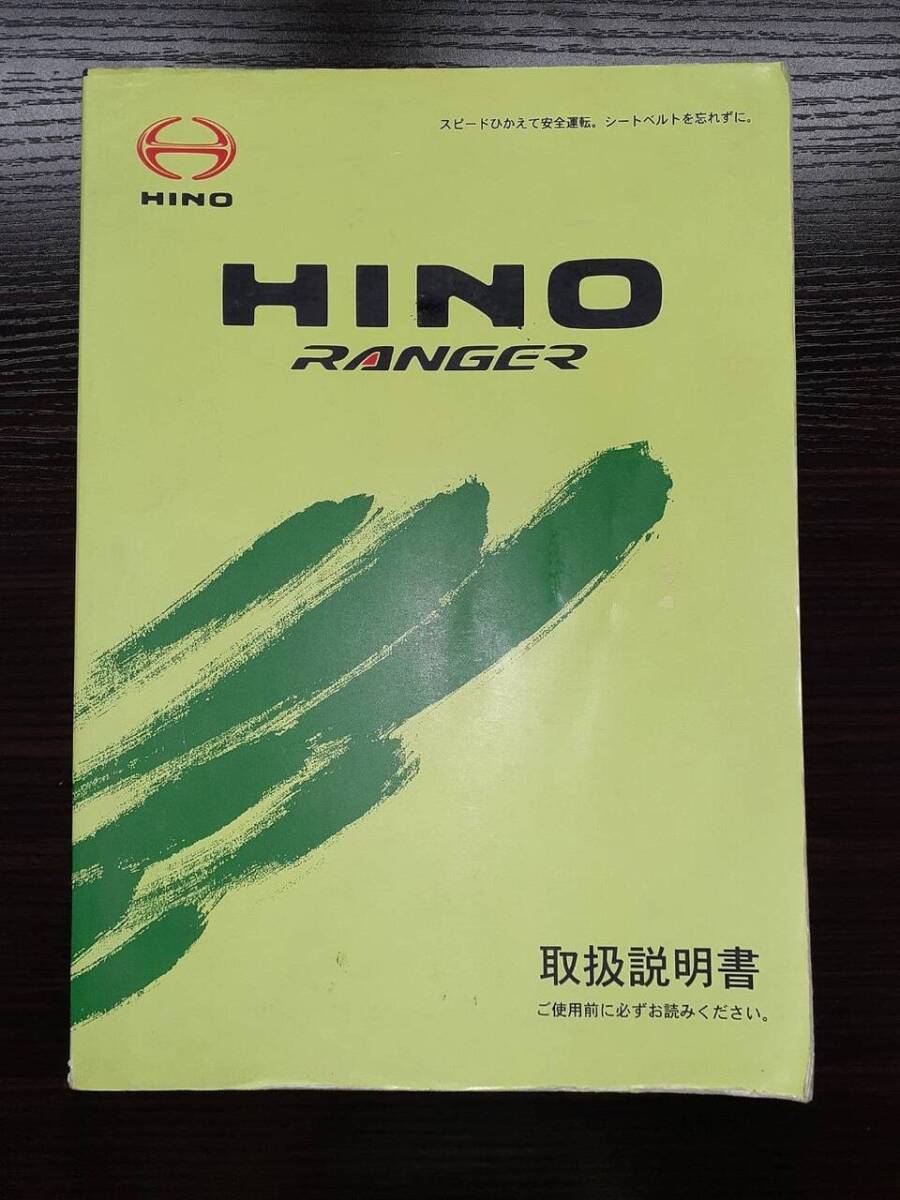 スピードひかえて安全運転。シートベルトを忘れずに。
HINO
HINO
RANGER
取扱説明書
ご使用前に必ずお読みください。